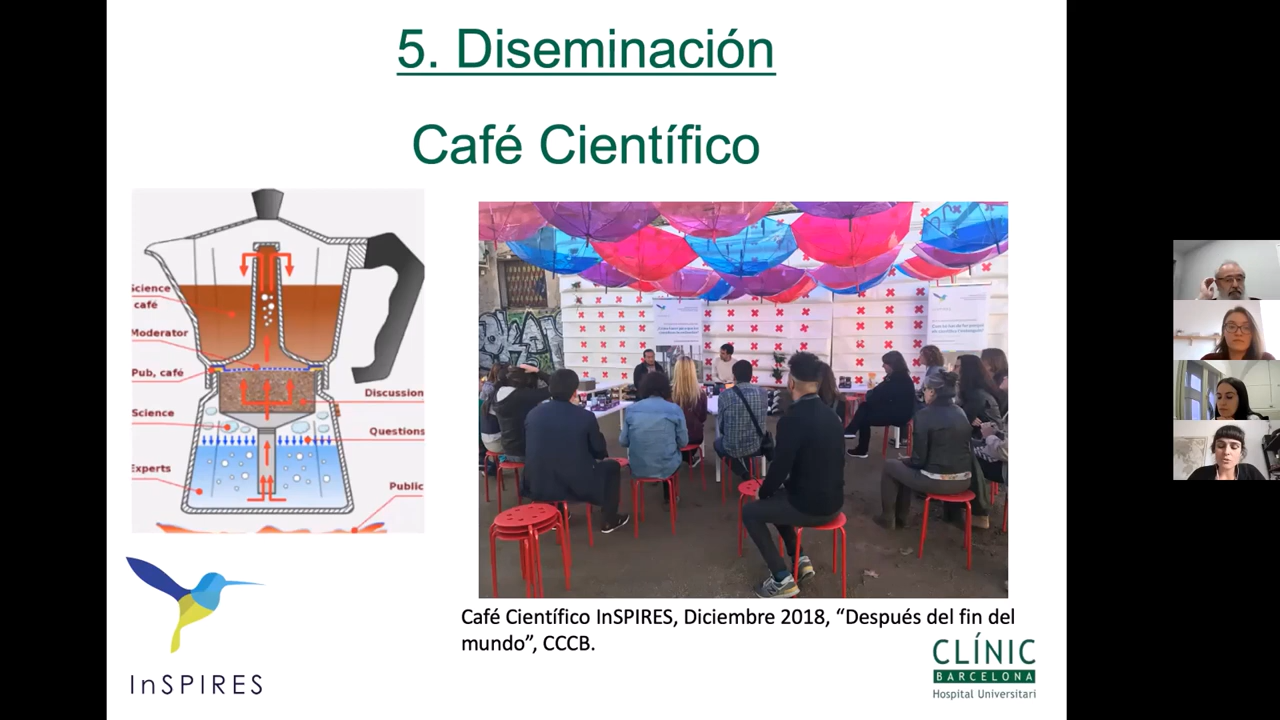 5. Diseminación
Café Científico
Science
café
Moderator
Pub, café
Science
Experts
Discussion
Questions
Public
Café Científico InSPIRES, Diciembre 2018, “Después del fin del
mundo”, CCCB.
InSPIRES
CLÍNIC
BARCELONA
Hospital Universitari